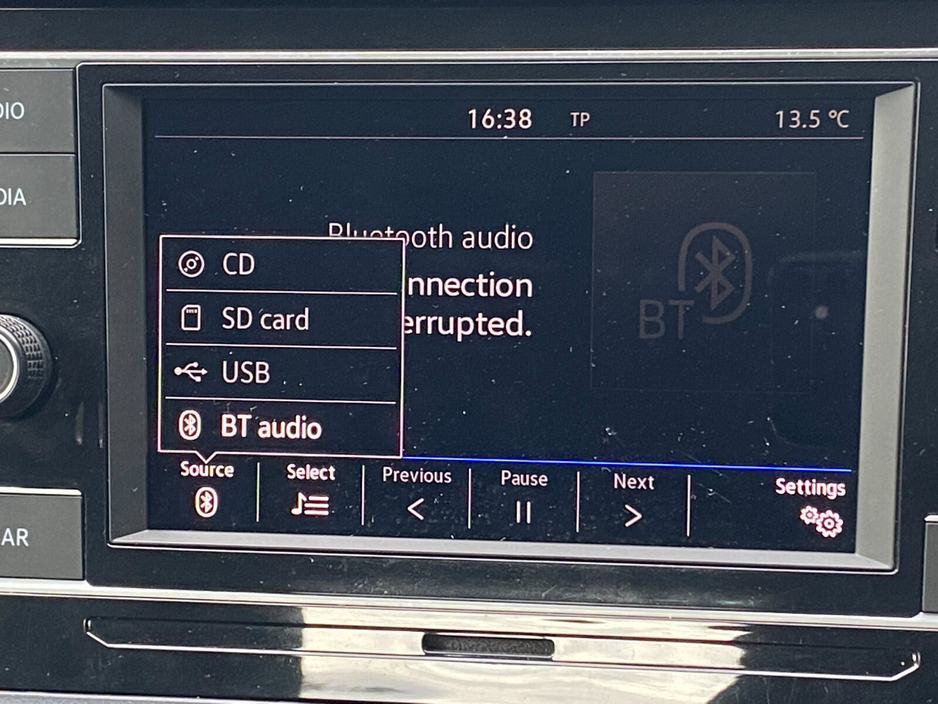 DIO
DIA
AR
16:38 TP 13.5 °C
Bluetooth audio
nnection
errupted.
BT
CD
SD card
USB
BT audio
Source
Select
Previous
Pause
Next
Settings